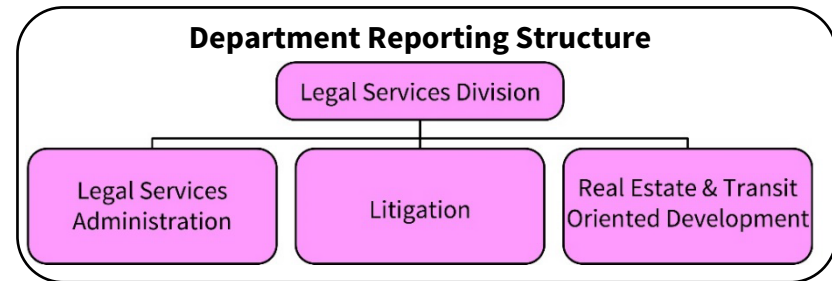 Department Reporting Structure
Legal Services Division
Legal Services
Administration
Litigation
Real Estate & Transit
Oriented Development